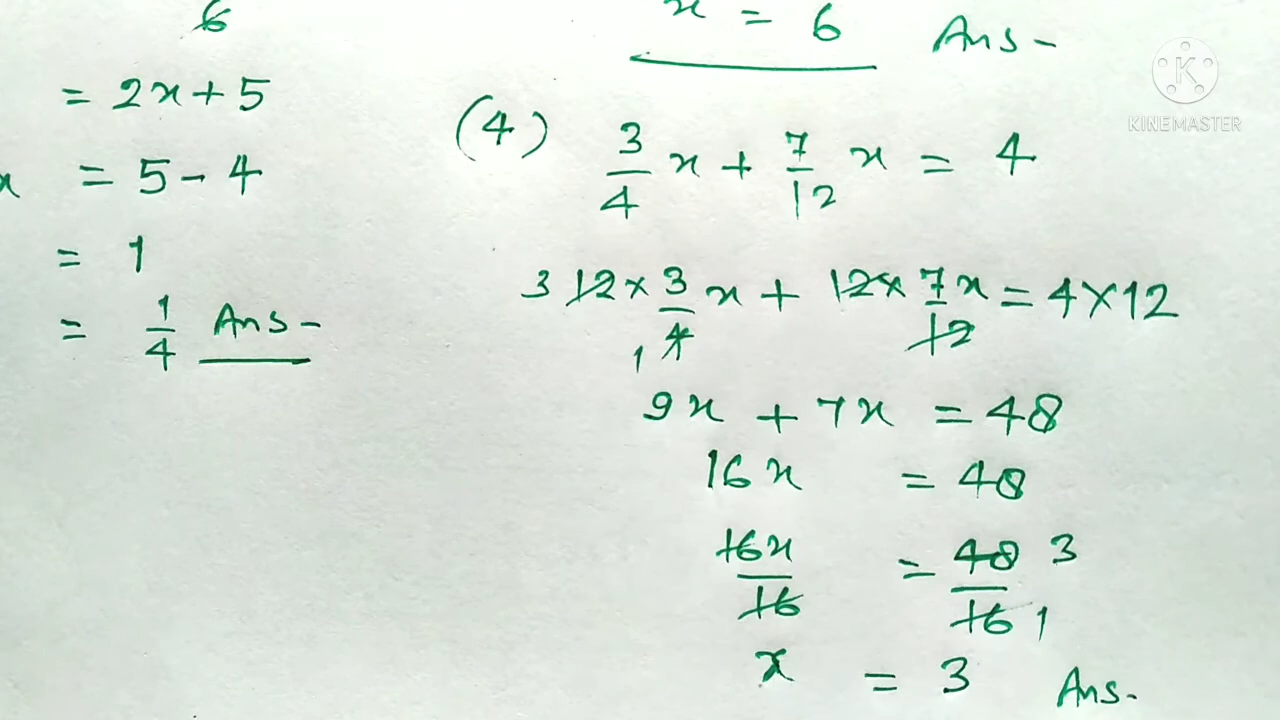 6
= 2x+5
x = 5-4
= 1
= 1/4 Ans-
x = 6 Ans-
(4) 3/4 x + 7/12 x = 4
3 12 × 3/4 1 x + 12 × 7x/12 = 4×12
9x + 7x = 48
16x = 48
16x/16 = 48 3/16 1
x = 3 Ans-
K
KINEMASTER